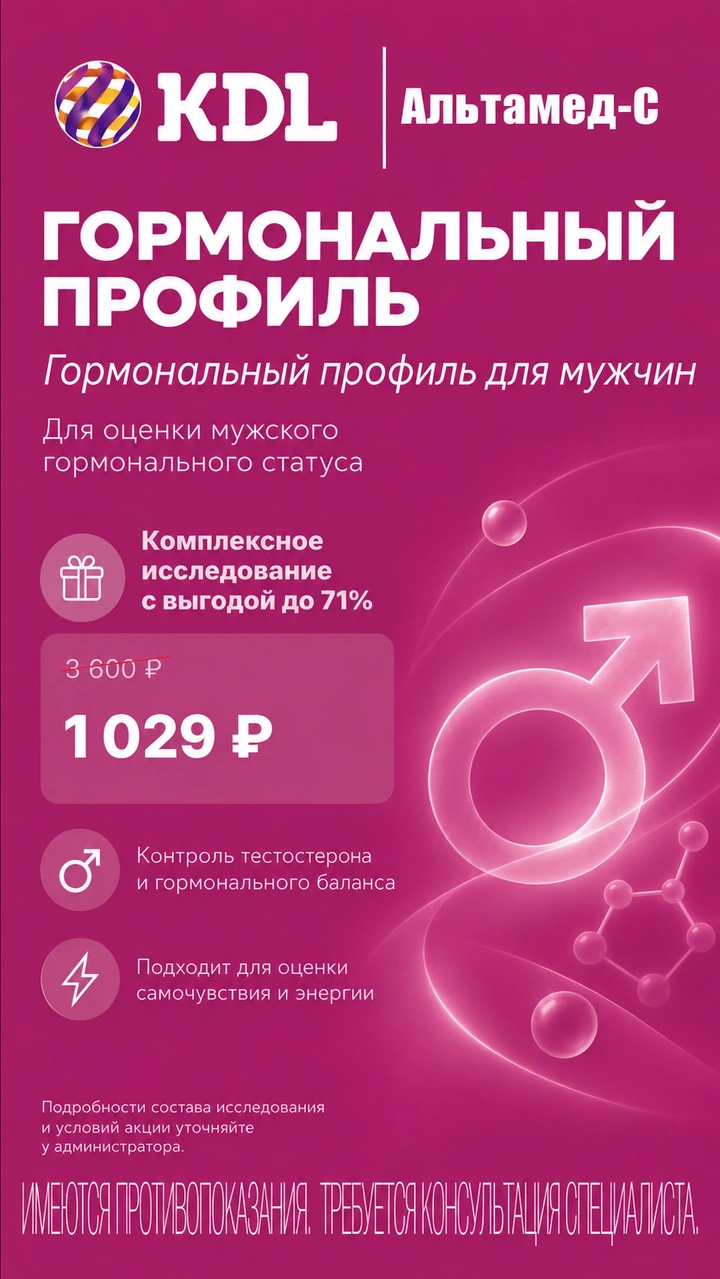 KDL
Альтамед-С
ГОРМОНАЛЬНЫЙ
ПРОФИЛЬ
Гормональный профиль для мужчин
Для оценки мужского
гормонального статуса
Комплексное
исследование
с выгодой до 71%
3 600 ₽
1 029 ₽
Контроль тестостерона
и гормонального баланса
Подходит для оценки
самочувствия и энергии
Подробности состава исследования
и условий акции уточняйте
у администратора.
ИМЕЮТСЯ ПРОТИВОПОКАЗАНИЯ. ТРЕБУЕТСЯ КОНСУЛЬТАЦИЯ СПЕЦИАЛИСТА.